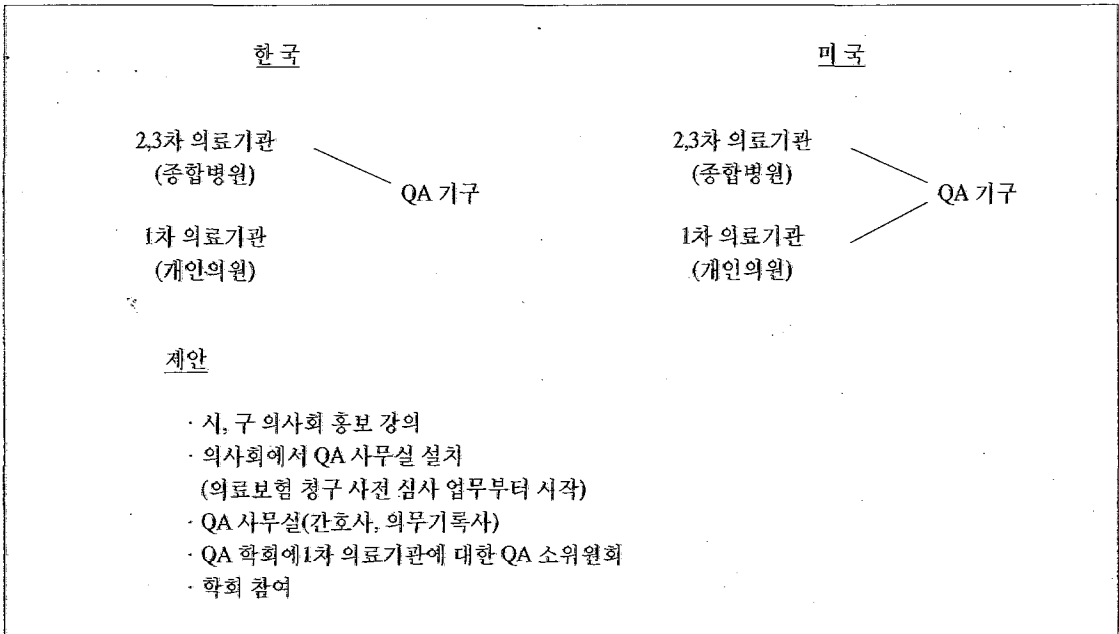 한 국
미 국
2,3차 의료기관
(종합병원)
QA 기구
1차 의료기관
(개인의원)
2,3차 의료기관
(종합병원)
QA 기구
1차 의료기관
(개인의원)
제안
· 시, 구 의사회 홍보 강의
· 의사회에서 QA 사무실 설치
(의료보험 청구 사전 심사 업무부터 시작)
· QA 사무실(간호사, 의무기록사)
· QA 학회에1차 의료기관에 대한 QA 소위원회
· 학회 참여